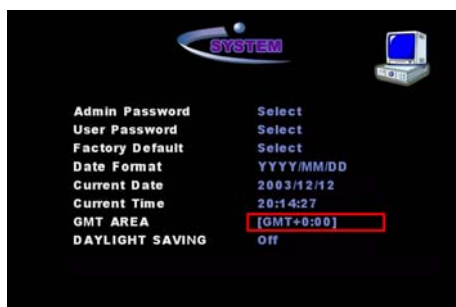 SYSTEM
Admin Password Select
User Password Select
Factory Default Select
Date Format YYYY/MM/DD
Current Date 2003/12/12
Current Time 20:14:27
GMT AREA [GMT+0:00]
DAYLIGHT SAVING Off